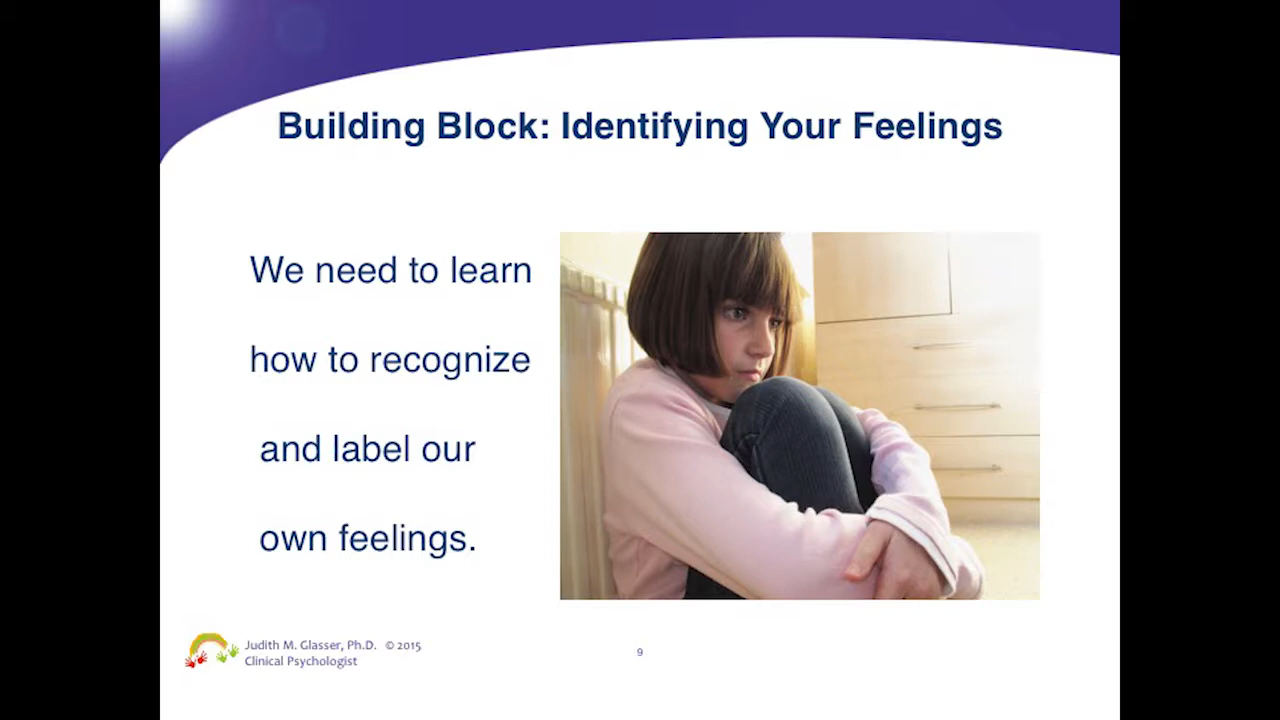 Building Block: Identifying Your Feelings
We need to learn
how to recognize
and label our
own feelings.
Judith M. Glasser, Ph.D. © 2015
Clinical Psychologist
9